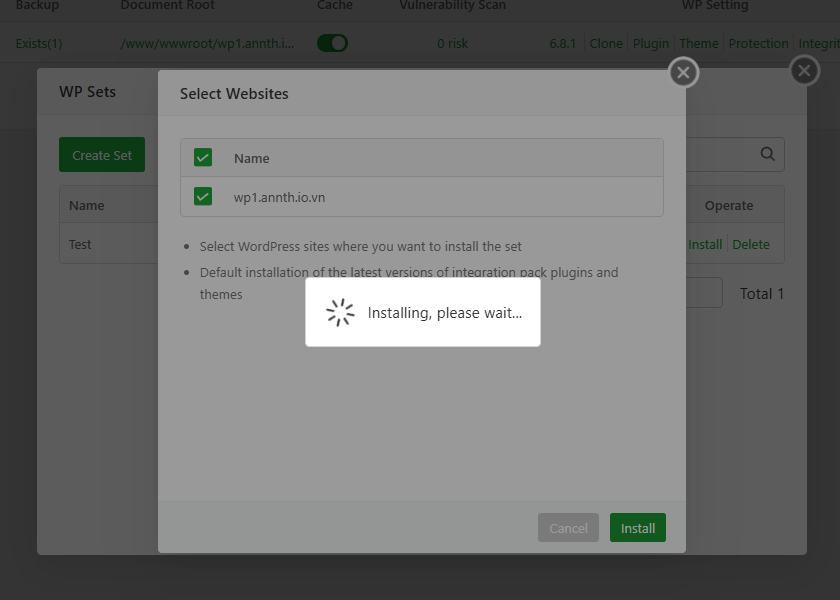 Backup Document Root Cache Vulnerability Scan WP Setting
Exists(1) /www/wwwroot/wp1.annth.i... 0 risk 6.8.1 Clone Plugin Theme Protection Integrit
WP Sets
Select Websites
Create Set
Name
Name
wp1.annth.io.vn
Name Operate
Test Install Delete
Select WordPress sites where you want to install the set
Default installation of the latest versions of integration pack plugins and
themes
Total 1
Installing, please wait...
Cancel Install